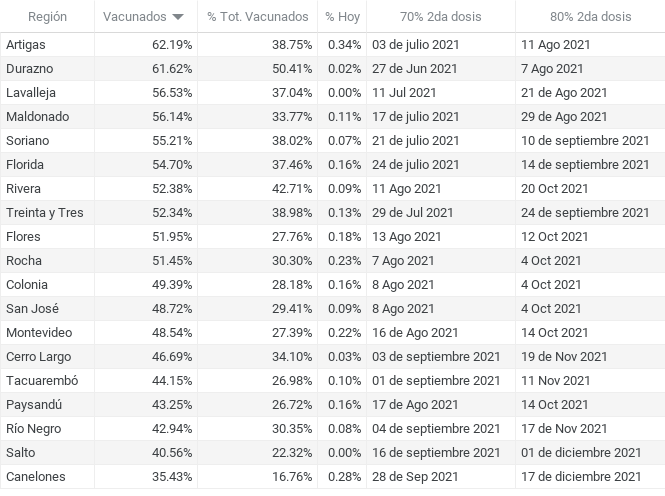 Región Vacunados % Tot. Vacunados % Hoy 70% 2da dosis 80% 2da dosis
Artigas 62.19% 38.75% 0.34% 03 de julio 2021 11 Ago 2021
Durazno 61.62% 50.41% 0.02% 27 de Jun 2021 7 Ago 2021
Lavalleja 56.53% 37.04% 0.00% 11 Jul 2021 21 de Ago 2021
Maldonado 56.14% 33.77% 0.11% 17 de julio 2021 29 de Ago 2021
Soriano 55.21% 38.02% 0.07% 21 de julio 2021 10 de septiembre 2021
Florida 54.70% 37.46% 0.16% 24 de julio 2021 14 de septiembre 2021
Rivera 52.38% 42.71% 0.09% 11 Ago 2021 20 Oct 2021
Treinta y Tres 52.34% 38.98% 0.13% 29 de Jul 2021 24 de septiembre 2021
Flores 51.95% 27.76% 0.18% 13 Ago 2021 12 Oct 2021
Rocha 51.45% 30.30% 0.23% 7 Ago 2021 4 Oct 2021
Colonia 49.39% 28.18% 0.16% 8 Ago 2021 4 Oct 2021
San José 48.72% 29.41% 0.09% 8 Ago 2021 4 Oct 2021
Montevideo 48.54% 27.39% 0.22% 16 de Ago 2021 14 Oct 2021
Cerro Largo 46.69% 34.10% 0.03% 03 de septiembre 2021 19 de Nov 2021
Tacuarembó 44.15% 26.98% 0.10% 01 de septiembre 2021 11 Nov 2021
Paysandú 43.25% 26.72% 0.16% 17 de Ago 2021 14 Oct 2021
Río Negro 42.94% 30.35% 0.08% 04 de septiembre 2021 17 de Nov 2021
Salto 40.56% 22.32% 0.00% 16 de septiembre 2021 01 de diciembre 2021
Canelones 35.43% 16.76% 0.28% 28 de Sep 2021 17 de diciembre 2021